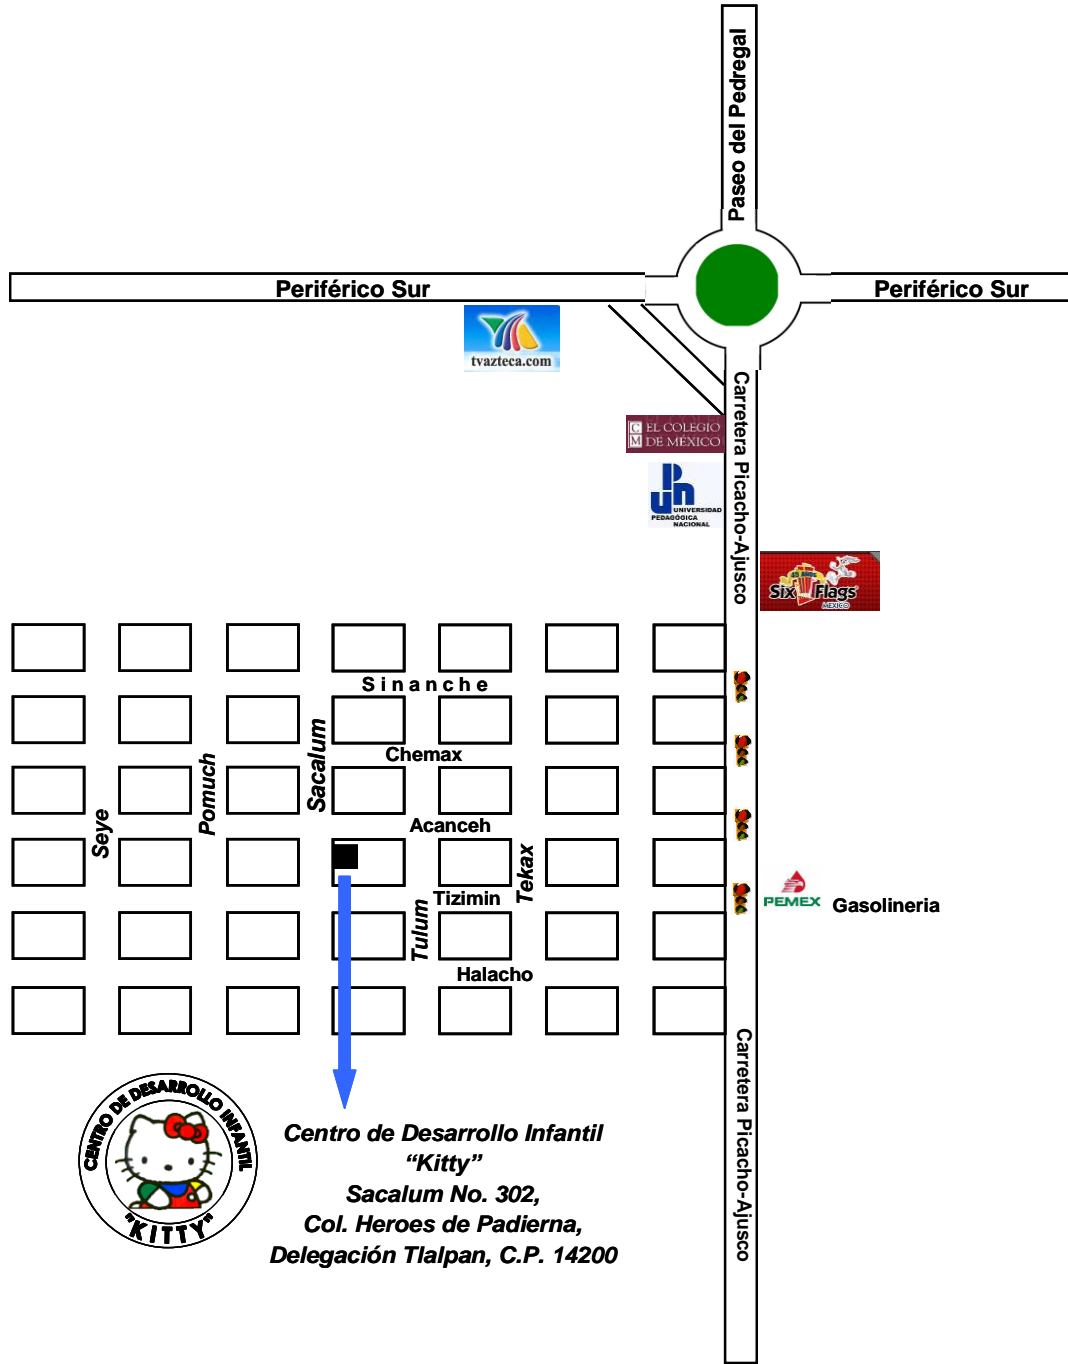 Paseo del Pedregal
Periférico Sur
Periférico Sur
tvazteca.com
Carretera Picacho-Ajusco
C M EL COLEGIO
DE MÉXICO
UPN
UNIVERSIDAD
PEDAGÓGICA
NACIONAL
Six Flags
MEXICO
Sinanche
Sacalum
Chemax
Pomuch
Seye
Acanceh
Tekax
Tizimin
Tulum
PEMEX Gasolineria
Halacho
Carretera Picacho-Ajusco
CENTRO DE DESARROLLO INFANTIL
"KITTY"
Centro de Desarrollo Infantil
“Kitty”
Sacalum No. 302,
Col. Heroes de Padierna,
Delegación Tlalpan, C.P. 14200